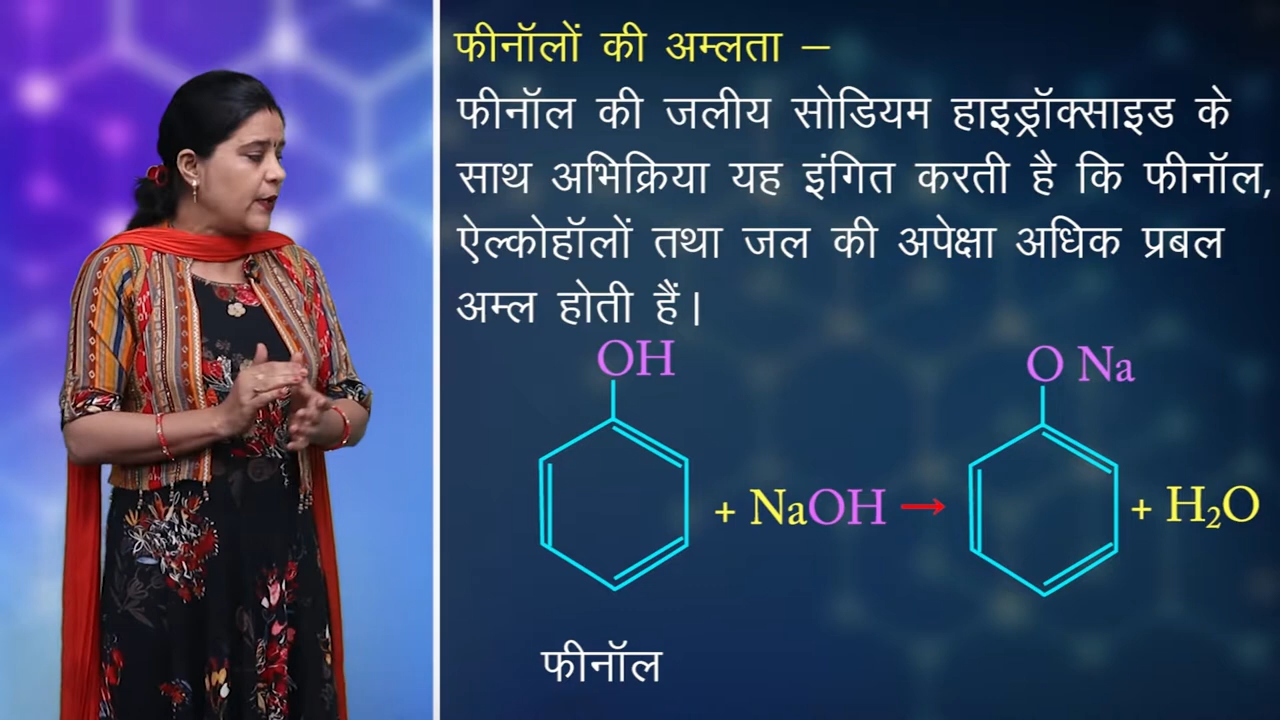 फीनॉलों की अम्लता –
फीनॉल की जलीय सोडियम हाइड्रॉक्साइड के
साथ अभिक्रिया यह इंगित करती है कि फीनॉल,
ऐल्कोहॉलों तथा जल की अपेक्षा अधिक प्रबल
अम्ल होती हैं।
OH
O Na
+ NaOH → + H₂O
फीनॉल